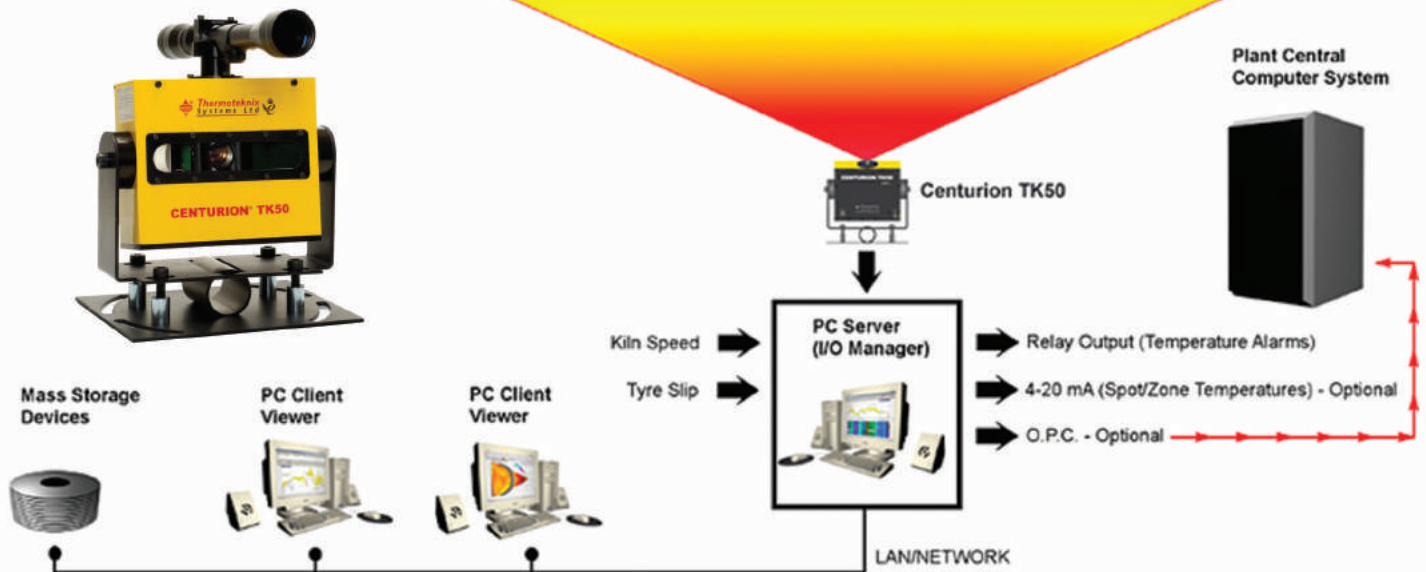 Thermoteknix
Systems Ltd
CENTURION® TK50
Plant Central
Computer System
Centurion TK50
Kiln Speed
Tyre Slip
PC Server
(I/O Manager)
Relay Output (Temperature Alarms)
4-20 mA (Spot/Zone Temperatures) - Optional
O.P.C. - Optional
Mass Storage
Devices
PC Client
Viewer
PC Client
Viewer
LAN/NETWORK